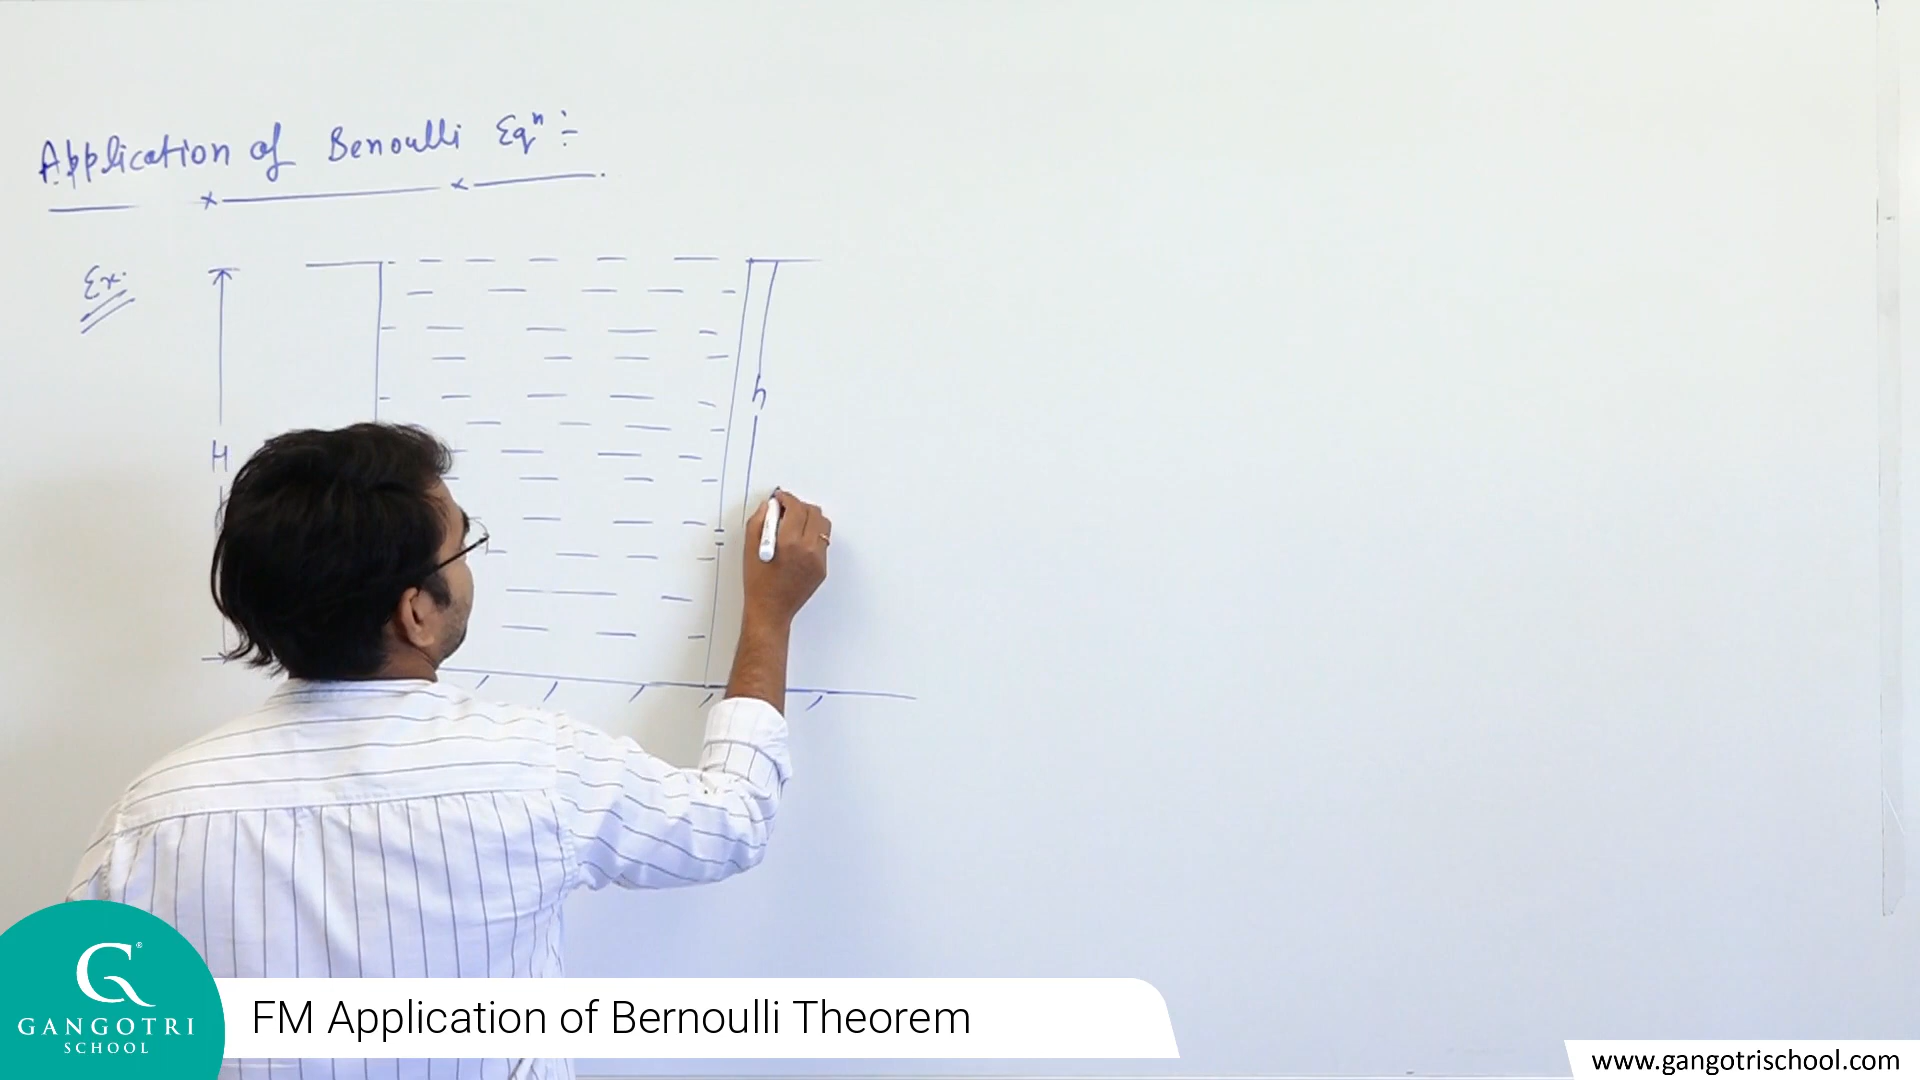 Application of Benoulli Eqⁿ :-
Ex.
H
h
G®
GANGOTRI
SCHOOL
FM Application of Bernoulli Theorem
www.gangotrischool.com